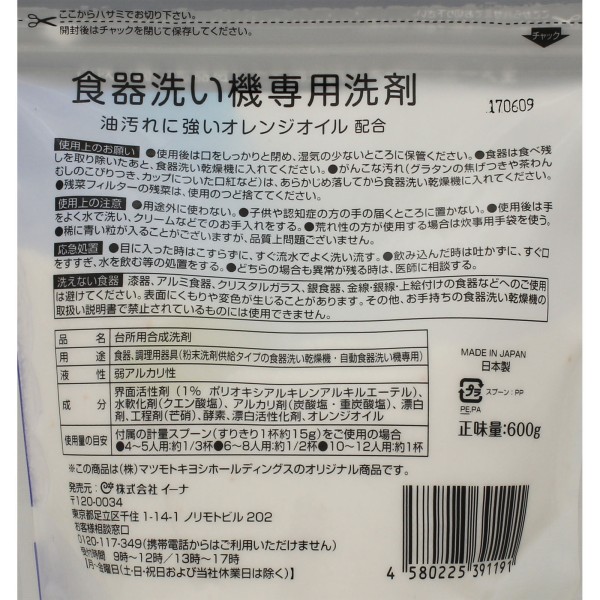 ここからハサミでお切り下さい。
開封後はチャックを閉じて保存してください。
チャック
食器洗い機専用洗剤
170609
油汚れに強いオレンジオイル 配合
使用上のお願い ●使用後は口をしっかりと閉め、湿気の少ないところに保管ください。●食器は食べ残
しを取り除いたあと、食器洗い乾燥機に入れてください。●がんこな汚れ(グラタンの焦げつきや茶わん
むしのこびりつき、カップについた口紅など)は、あらかじめ落してから食器洗い乾燥機に入れてください。
●残菜フィルターの残菜は、使用のつど捨ててください。
使用上の注意 ●用途外に使わない。●子供や認知症の方の手の届くところに置かない。●使用後は手
をよく水で洗い、クリームなどでのお手入れをする。●荒れ性の方が使用する場合は炊事用手袋を使う。
●稀に青い粒が入ることがございますが、品質上問題ございません。
応急処置 ●目に入った時はこすらずに、すぐ流水でよく洗い流す。●飲み込んだ時は吐かずに、すぐ口
をすすぎ、水を飲む等の処置をする。●どちらの場合も異常が残る時は、医師に相談する。
洗えない食器 漆器、アルミ食器、クリスタルガラス、銀食器、金線・銀線・上絵付けの食器などへのご使用
は避けてください。表面にくもりや変色が生じることがあります。その他、お手持ちの食器洗い乾燥機の
取扱い説明書で禁止されているものには使用できません。
品 名 台所用合成洗剤
用 途 食器、調理用器具(粉末洗剤供給タイプの食器洗い乾燥機・自動食器洗い機専用)
液 性 弱アルカリ性
成 分 界面活性剤(1% ポリオキシアルキレンアルキルエーテル)、
水軟化剤(クエン酸塩)、アルカリ剤(炭酸塩・重炭酸塩)、漂白
剤、工程剤(芒硝)、酵素、漂白活性化剤、オレンジオイル
使用量の目安 付属の計量スプーン(すりきり1杯約15g)をご使用の場合
●4~5人用:約1/3杯●6~8人用:約1/2杯●10~12人用:約1杯
MADE IN JAPAN
日本製
プラ
スプーン:PP
PE,PA
正味量:600g
※この商品は(株)マツモトキヨシホールディングスのオリジナル商品です。
発売元: 株式会社 イーナ
〒120-0034
東京都足立区千住 1-14-1 ノリモトビル 202
お客様相談窓口
0120-117-349(携帯電話からはご利用いただけません)
受付時間 9時~12時/13時~17時
【月~金曜日(土・日・祝日および当社休業日は除く)】
4 580225 391191